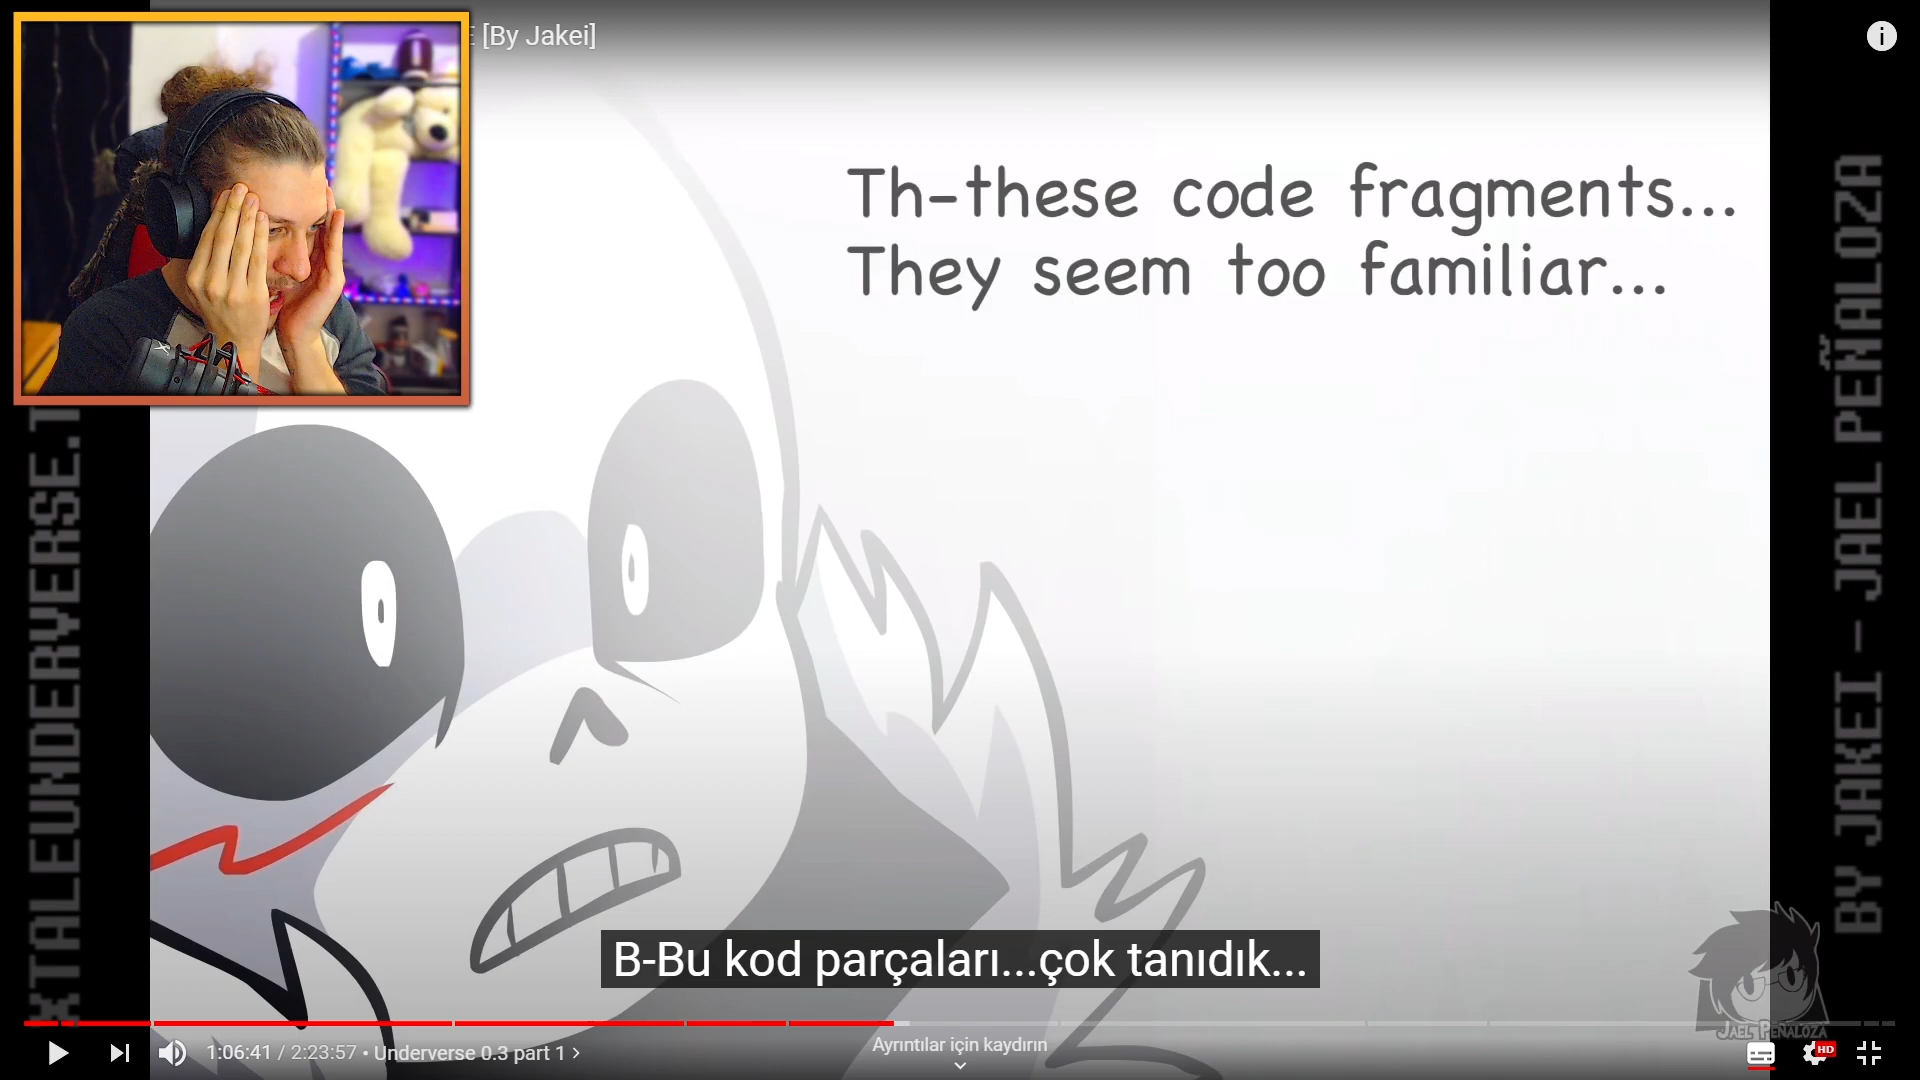 [By Jakei]
Th-these code fragments...
They seem too familiar...
XTALEUNDERVERSE.T
BY JAKEI - JAEL PEÑALOZA
B-Bu kod parçaları...çok tanıdık...
JAEL PEÑALOZA
1:06:41 / 2:23:57 • Underverse 0.3 part 1 >
Ayrıntılar için kaydırın
HD